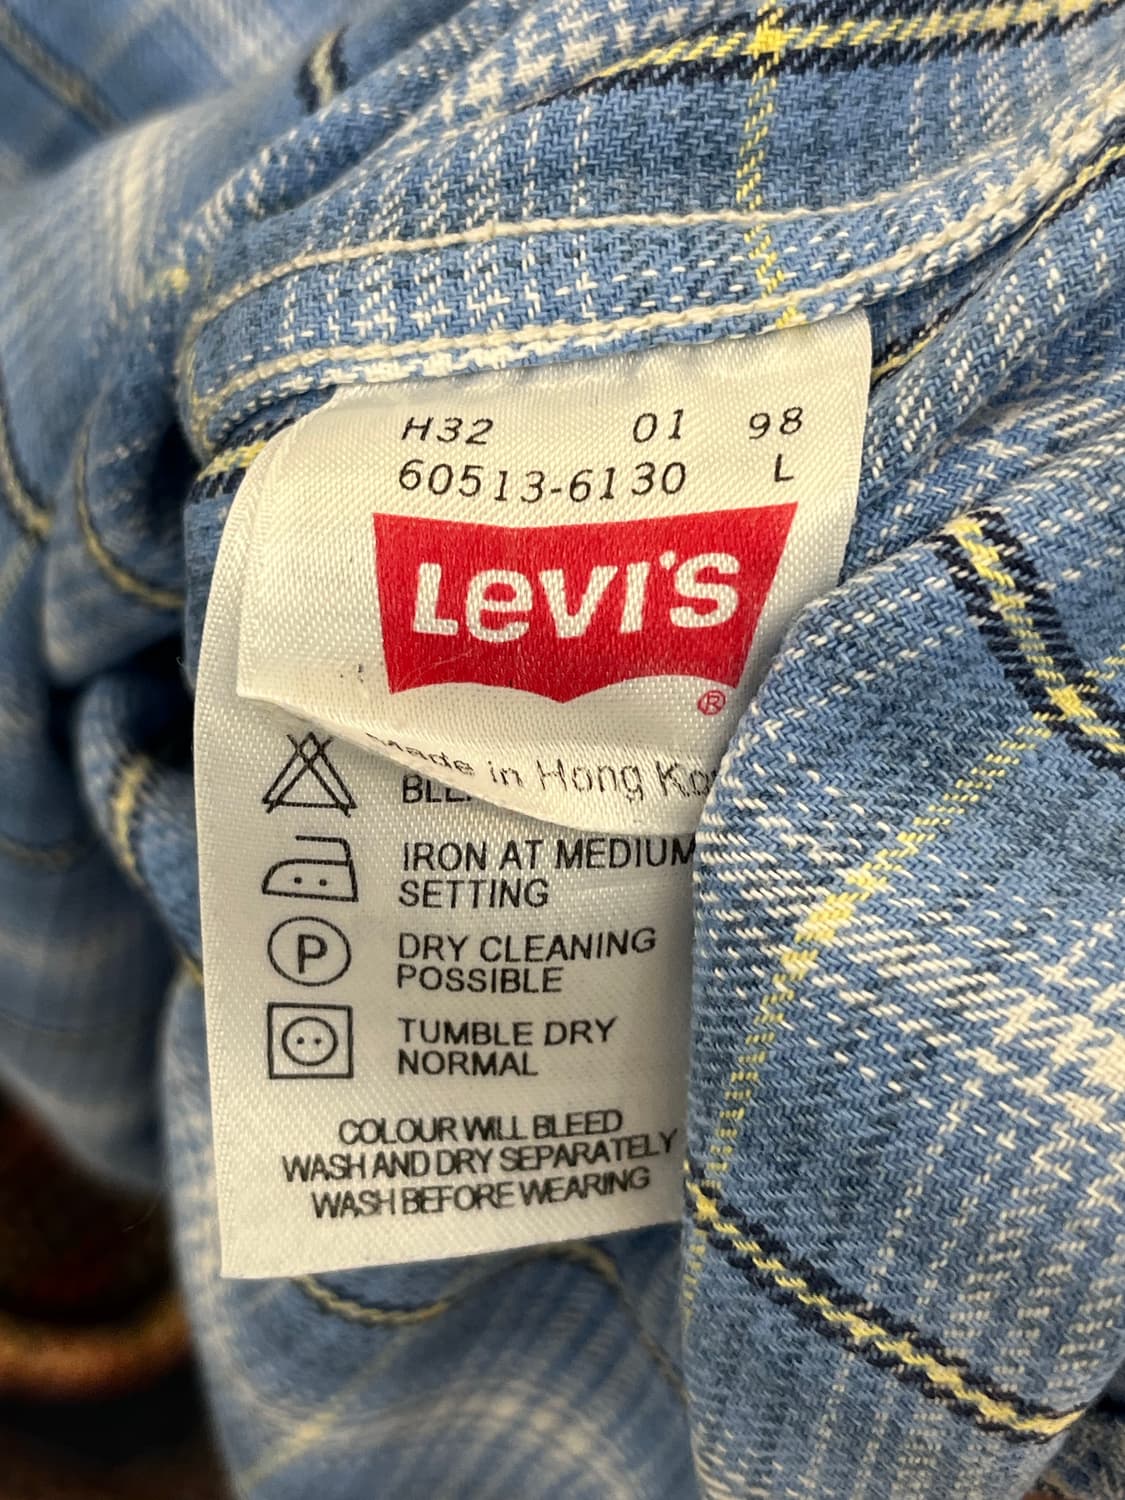 H32 01 98
60513-6130 L
LEVI'S
®
Made in Hong
IRON AT MEDIUM
SETTING
P
DRY CLEANING
POSSIBLE
TUMBLE DRY
NORMAL
COLOUR WILL BLEED
WASH AND DRY SEPARATELY
WASH BEFORE WEARING